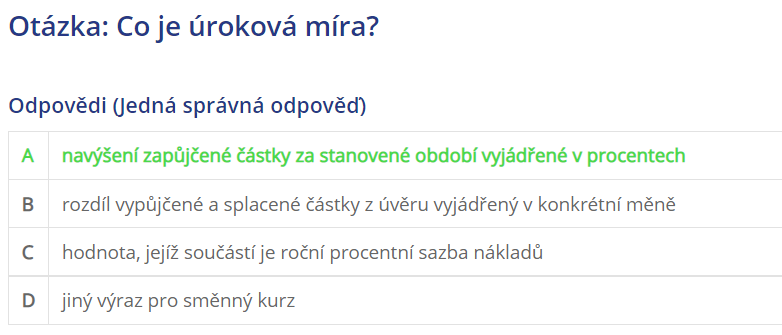 Otázka: Co je úroková míra?
Odpovědi (Jedná správná odpověď)
A navýšení zapůjčené částky za stanovené období vyjádřené v procentech
B rozdíl vypůjčené a splacené částky z úvěru vyjádřený v konkrétní měně
C hodnota, jejíž součástí je roční procentní sazba nákladů
D jiný výraz pro směnný kurz